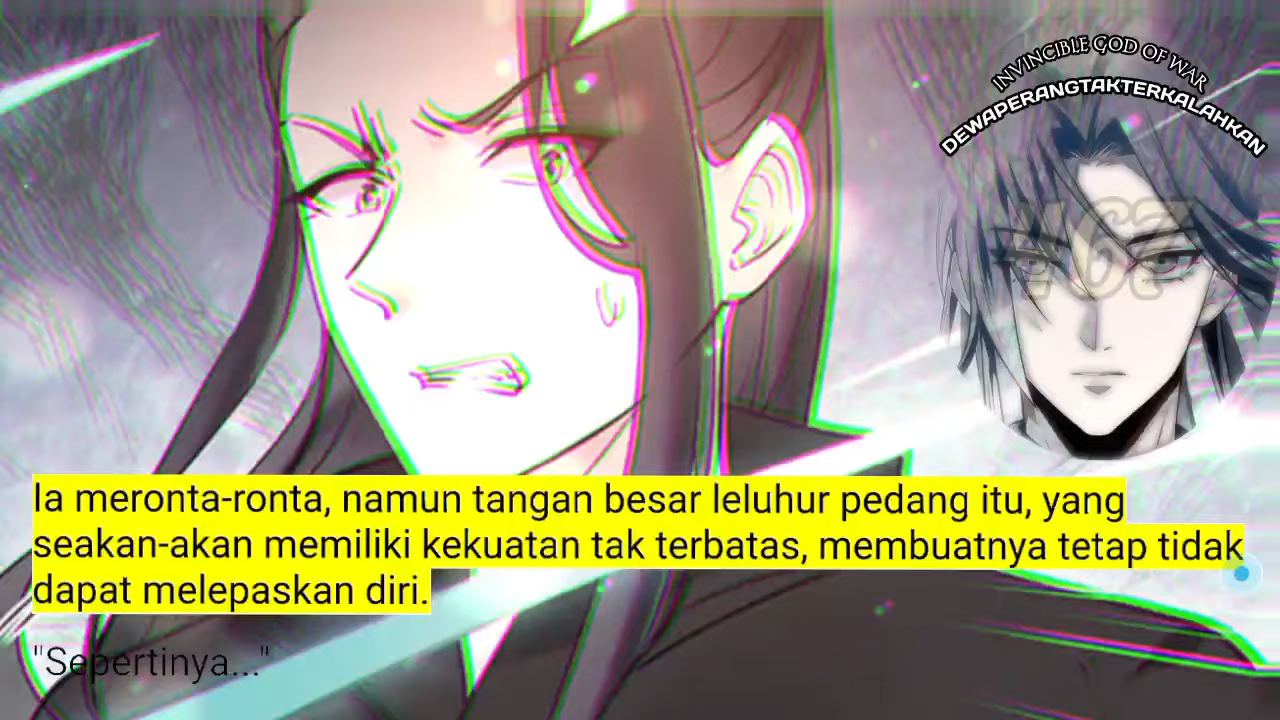 INVINCIBLE GOD OF WAR
DEWAPERANGTAKTERKALAHKAN
167
Ia meronta-ronta, namun tangan besar leluhur pedang itu, yang
seakan-akan memiliki kekuatan tak terbatas, membuatnya tetap tidak
dapat melepaskan diri.
"Sepertinya..."